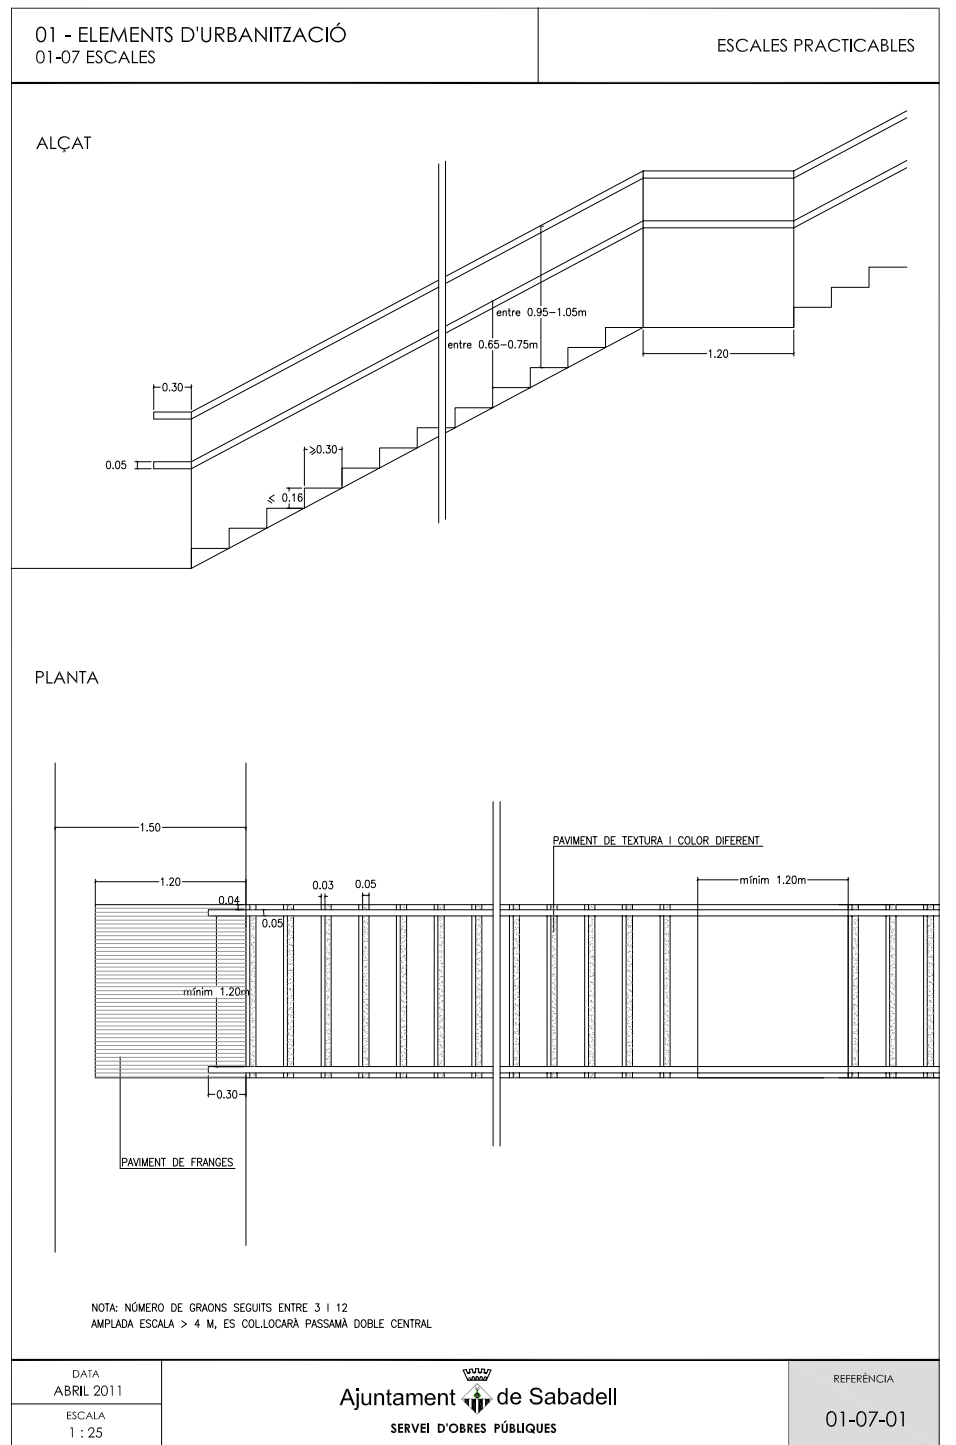 01 - ELEMENTS D'URBANITZACIÓ
01-07 ESCALES
ESCALES PRACTICABLES
ALÇAT
entre 0.95-1.05m
entre 0.65-0.75m
1.20
0.30
0.05
⩾0.30
⩽ 0.16
PLANTA
1.50
PAVIMENT DE TEXTURA I COLOR DIFERENT
1.20
0.03
0.05
mínim 1.20m
0.04
0.05
mínim 1.20m
0.30
PAVIMENT DE FRANGES
NOTA: NÚMERO DE GRAONS SEGUITS ENTRE 3 I 12
AMPLADA ESCALA > 4 M, ES COL.LOCARÀ PASSAMÀ DOBLE CENTRAL
DATA
ABRIL 2011
ESCALA
1 : 25
Ajuntament de Sabadell
SERVEI D'OBRES PÚBLIQUES
REFERÈNCIA
01-07-01